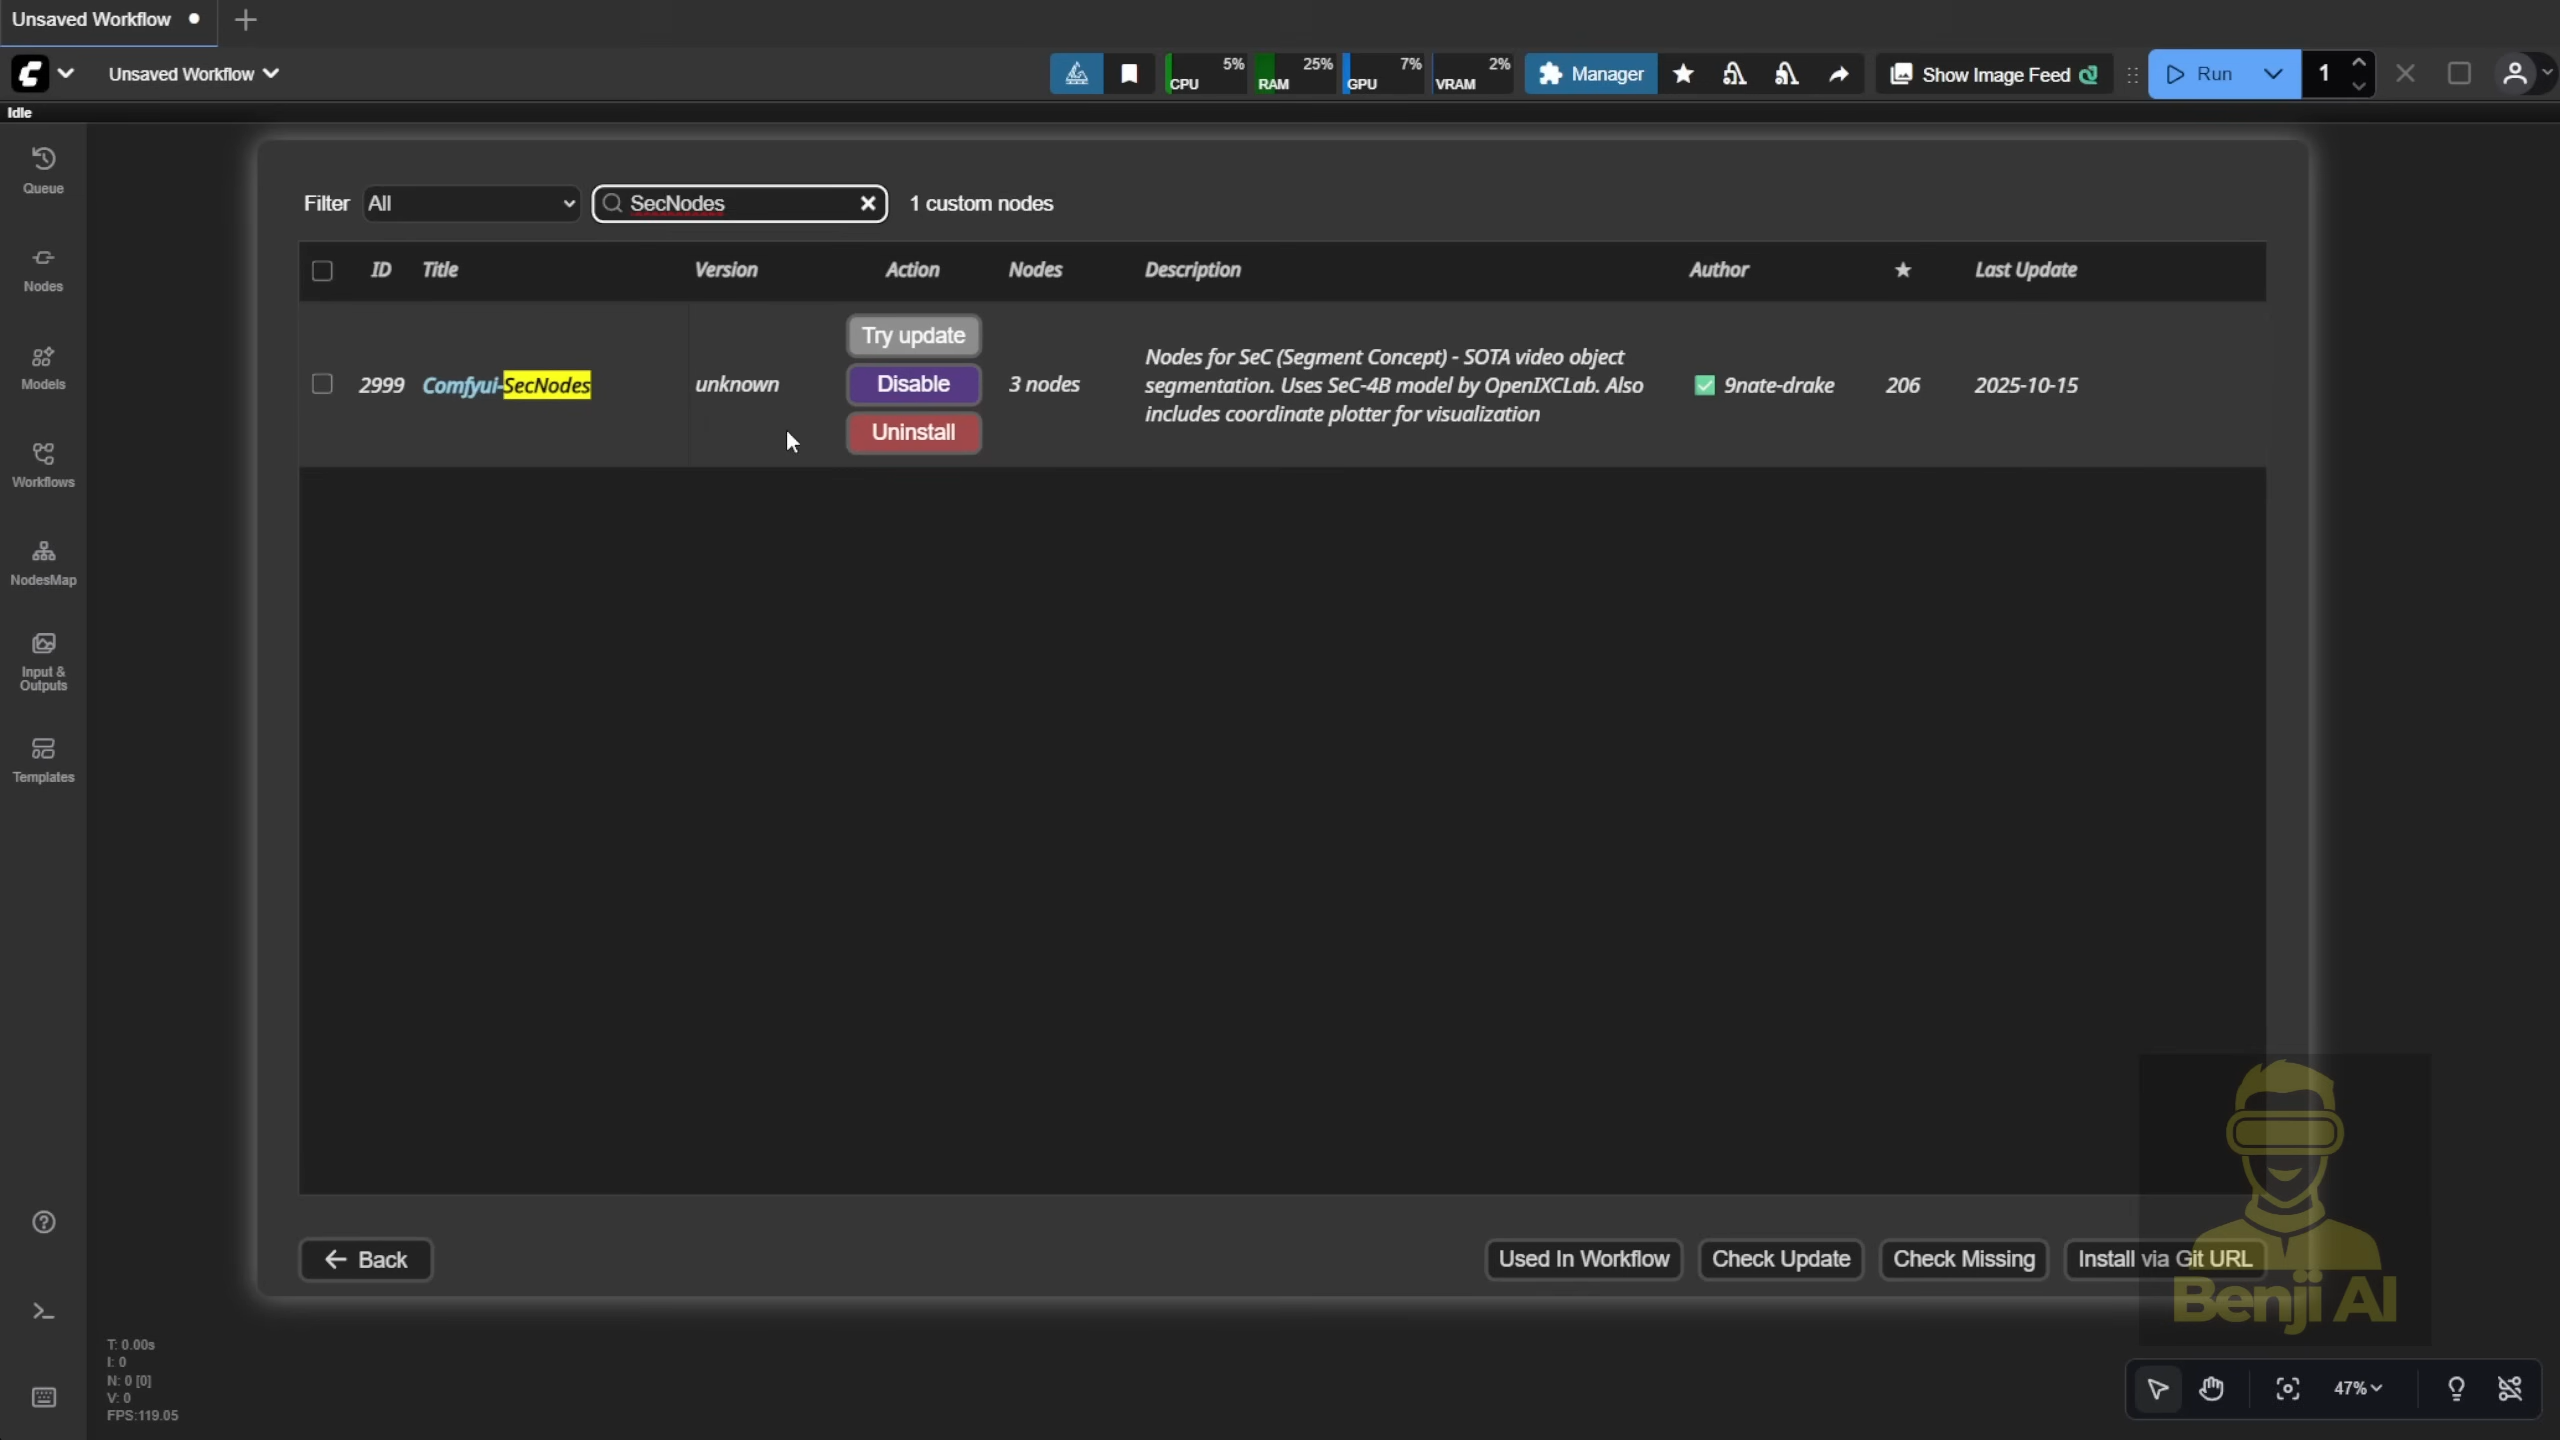 Unsaved Workflow
Unsaved Workflow
CPU 5%
RAM 25%
GPU 7%
VRAM 2%
Manager
Show Image Feed
Run
1
Idle
Queue
Nodes
Models
Workflows
NodesMap
Input &
Outputs
Templates
Filter All SecNodes 1 custom nodes
ID Title Version Action Nodes Description Author ★ Last Update
2999 Comfyui-SecNodes unknown
Try update
Disable
Uninstall
3 nodes
Nodes for SeC (Segment Concept) - SOTA video object
segmentation. Uses SeC-4B model by OpenIXCLab. Also
includes coordinate plotter for visualization
9nate-drake 206 2025-10-15
Back
Used In Workflow Check Update Check Missing Install via Git URL
Benji AI
T: 0.00s
I: 0
N: 0 [0]
V: 0
FPS:119.05
47%